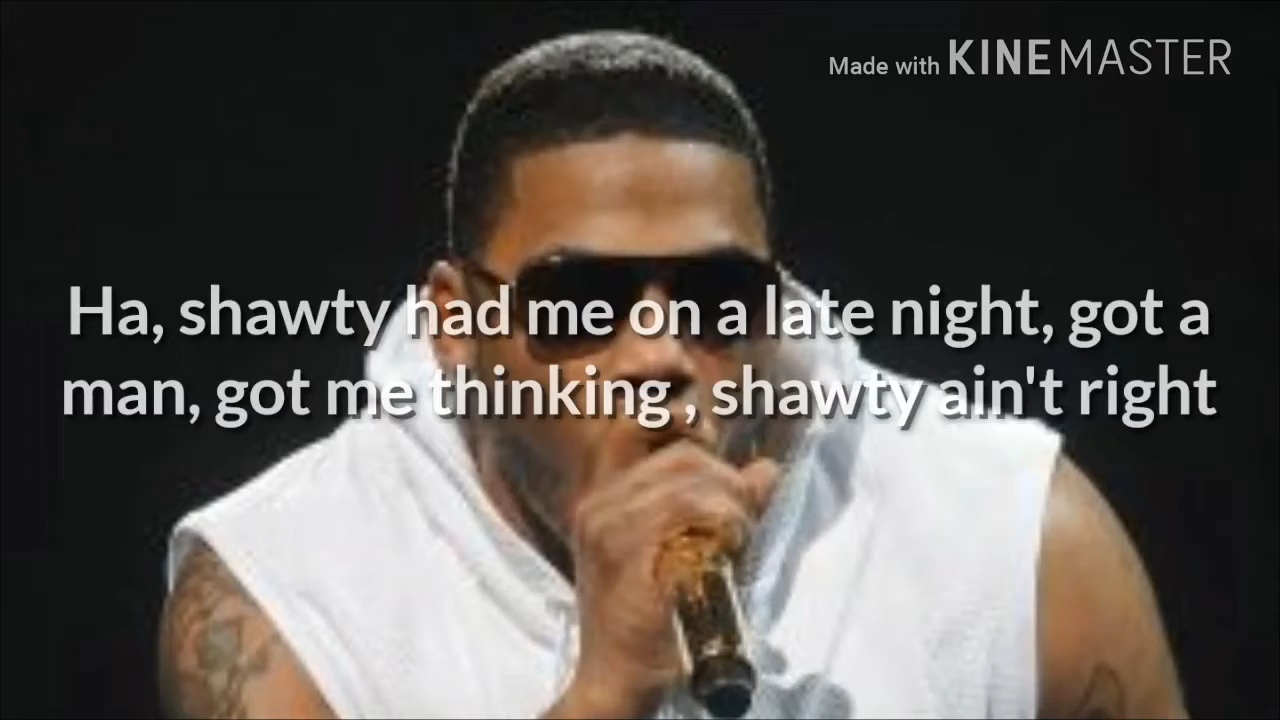 Made with KINEMASTER
Ha, shawty had me on a late night, got a
man, got me thinking , shawty ain't right